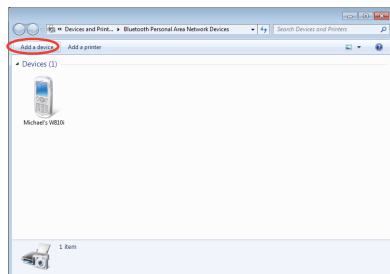 Devices and Print... Bluetooth Personal Area Network Devices Search Devices and Printers
Add a device Add a printer
Devices (1)
Michael's W810i
1 item